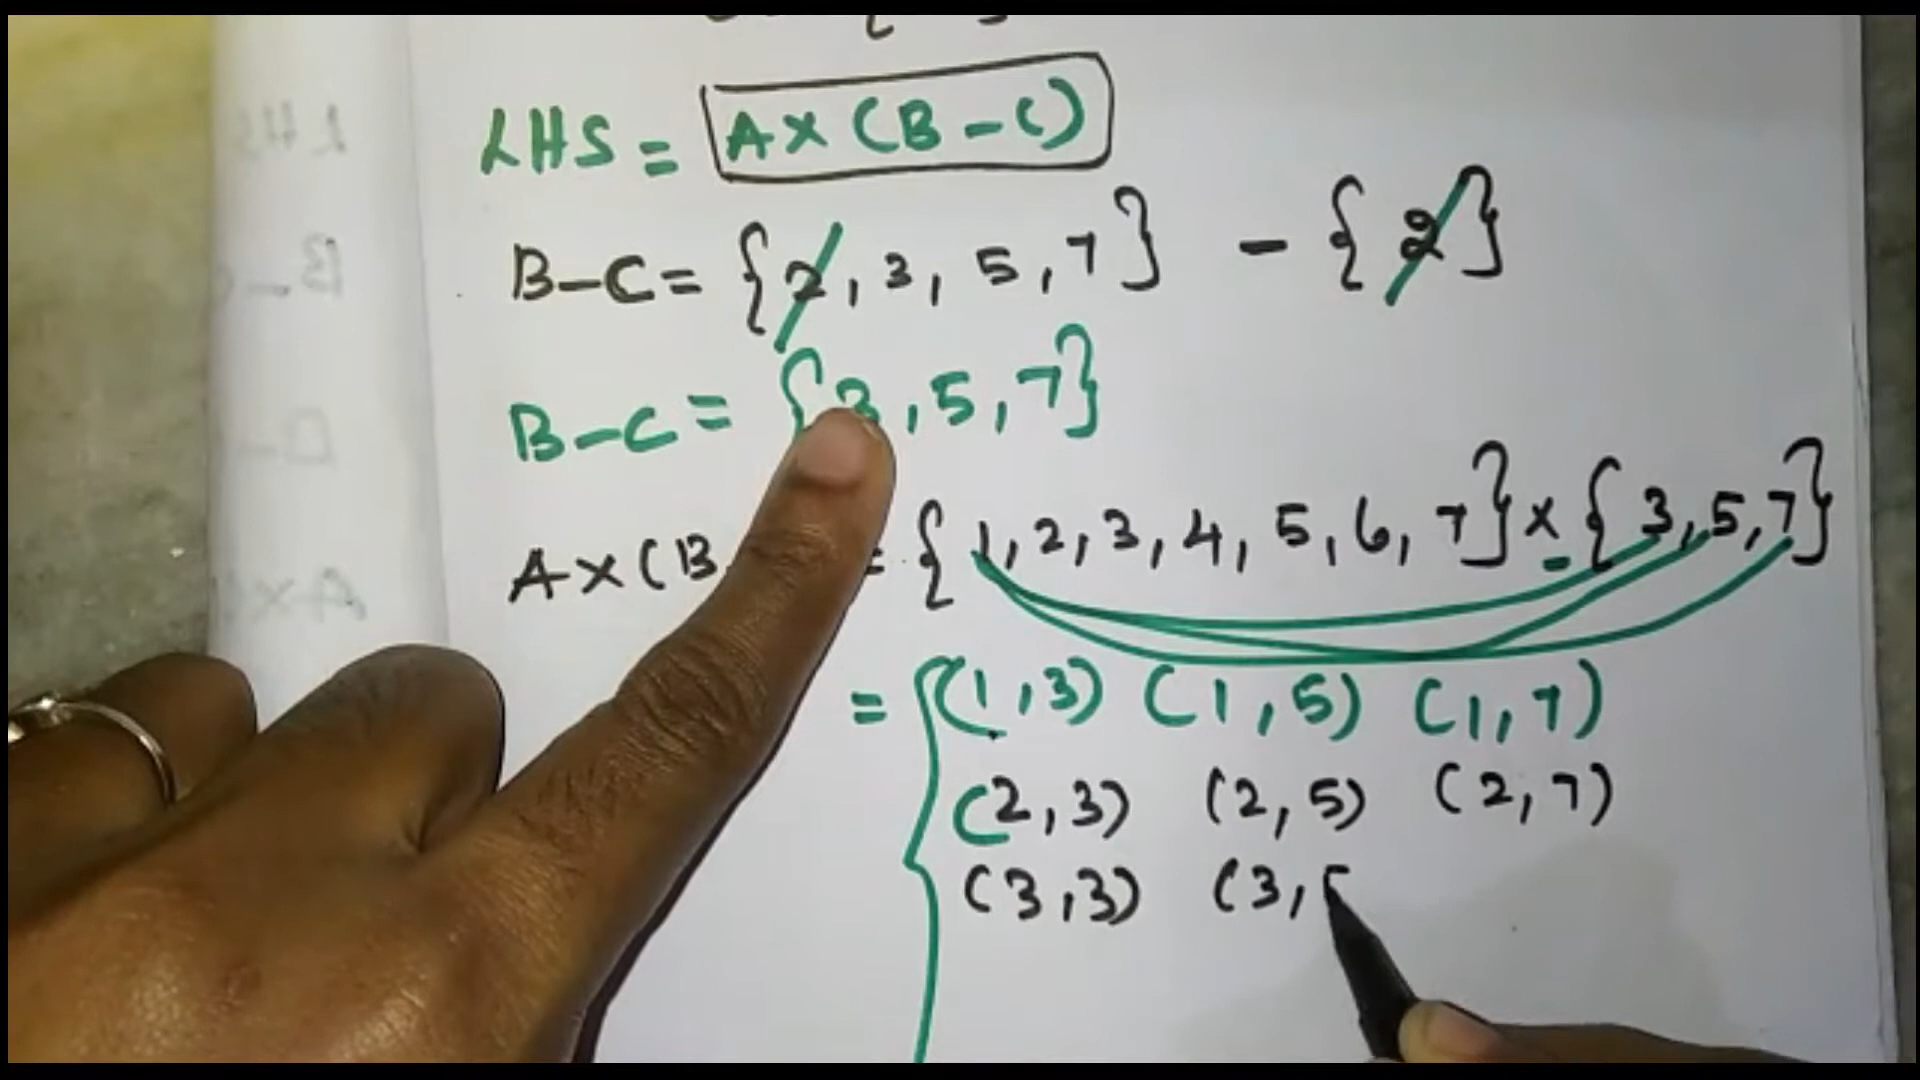 LHS = A×(B-C)
B-C = {2, 3, 5, 7} - {2}
B-C = {3, 5, 7}
A×(B = {1, 2, 3, 4, 5, 6, 7} × {3, 5, 7}
= {(1,3) (1,5) (1,7)
(2,3) (2,5) (2,7)
(3,3) (3,5